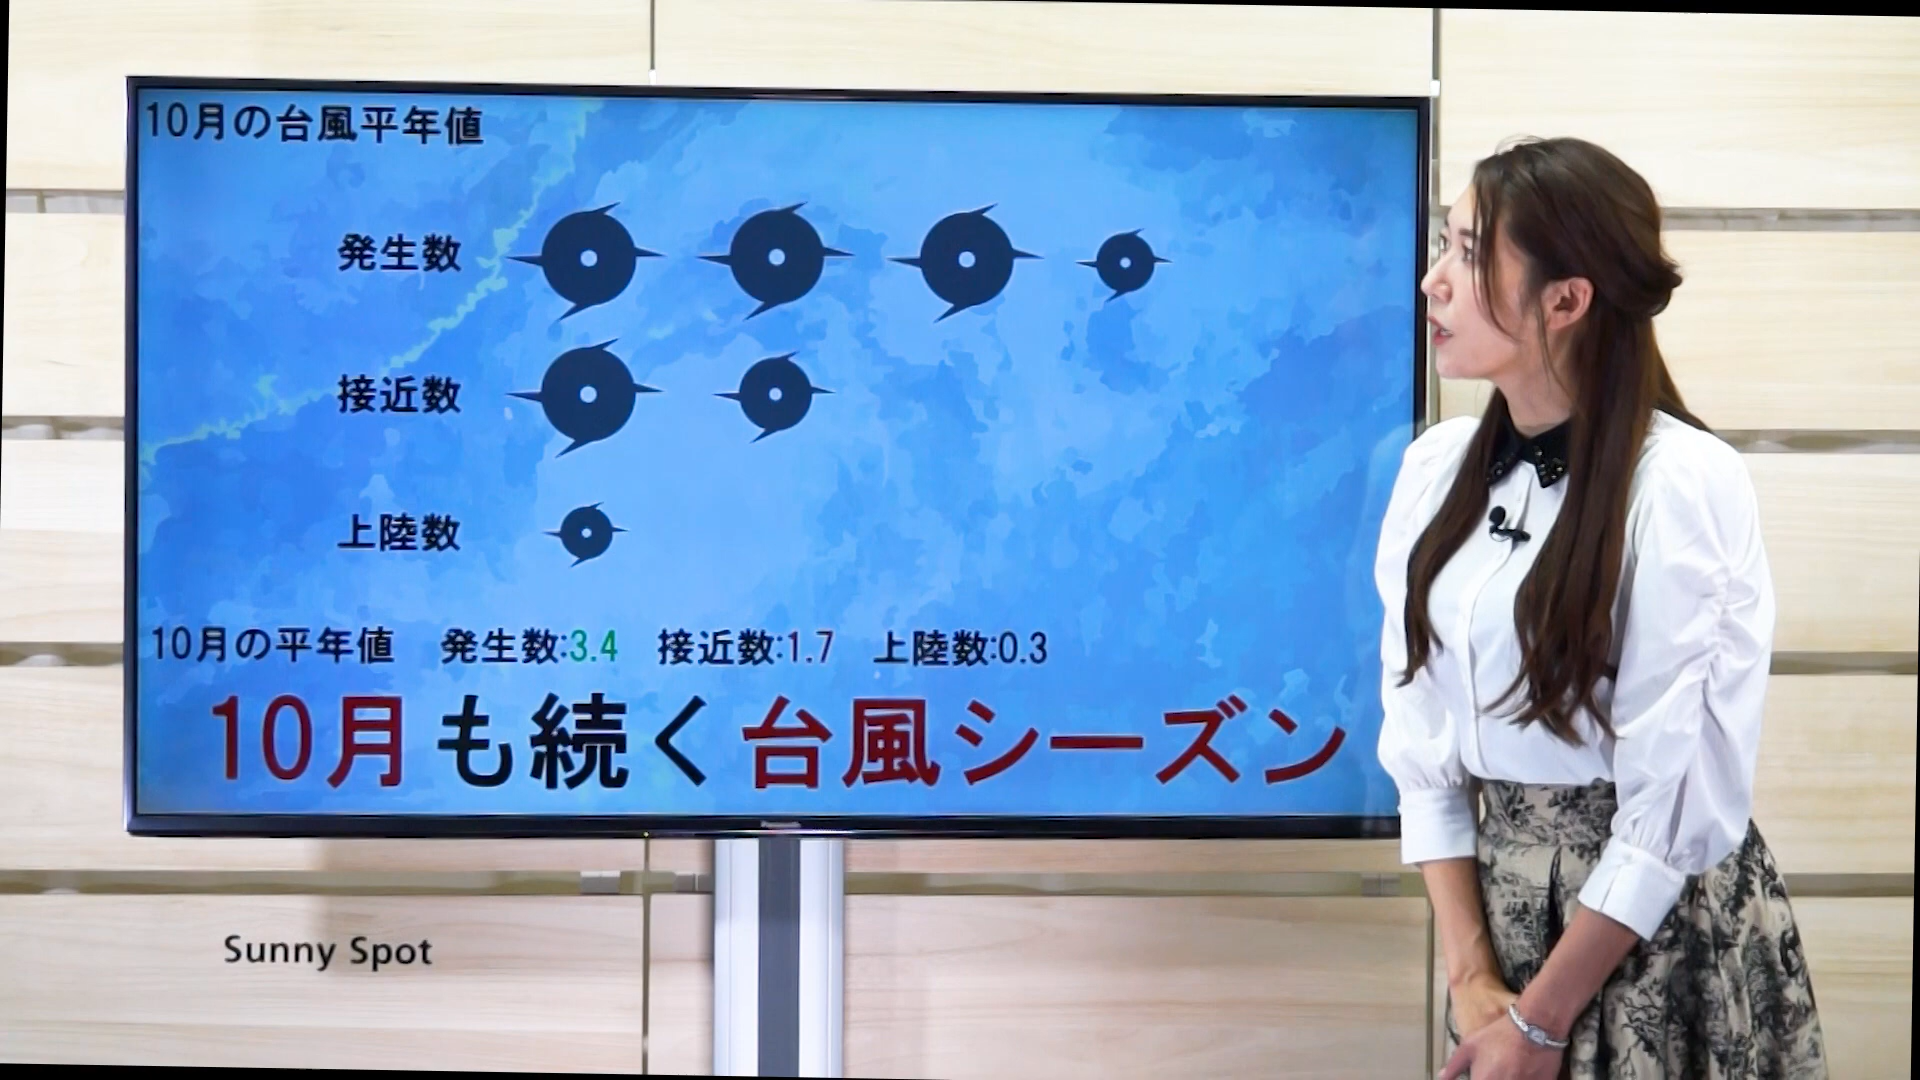 10月の台風平年値
発生数
接近数
上陸数
10月の平年値 発生数:3.4 接近数:1.7 上陸数:0.3
10月も続く台風シーズン
Panasonic
Sunny Spot